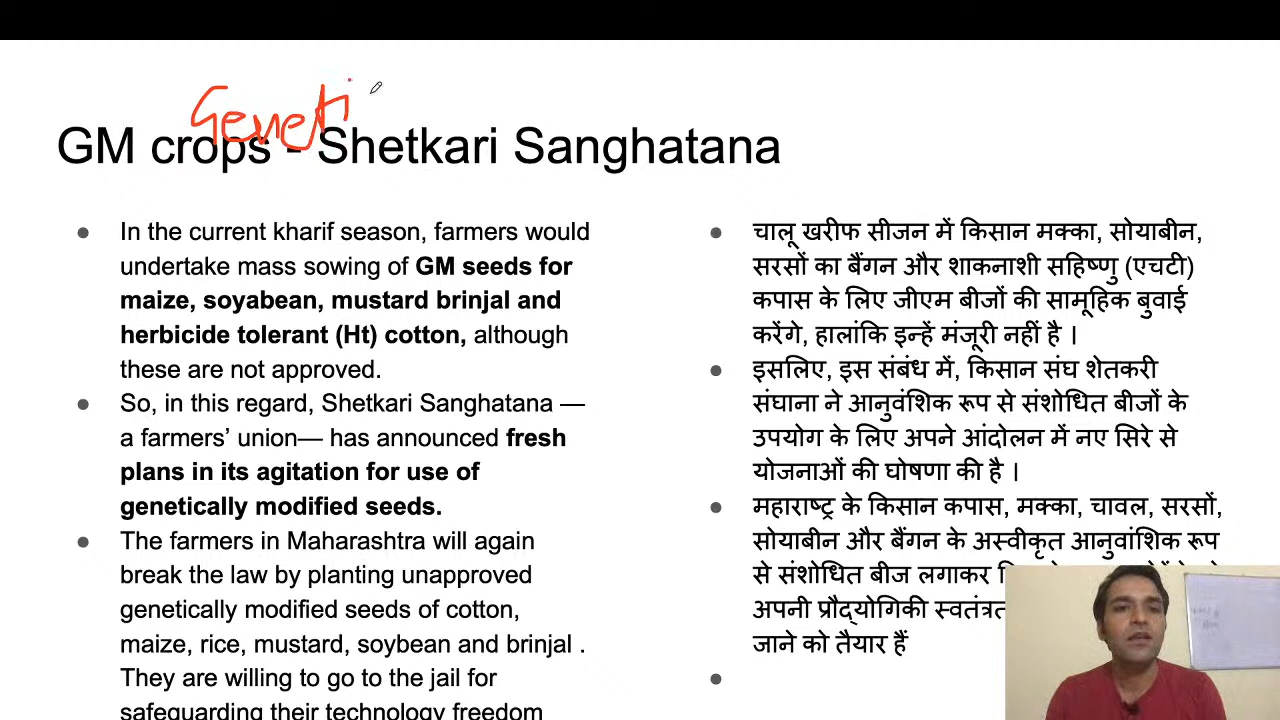 Geneti
GM crops - Shetkari Sanghatana
In the current kharif season, farmers would
undertake mass sowing of GM seeds for
maize, soyabean, mustard brinjal and
herbicide tolerant (Ht) cotton, although
these are not approved.
So, in this regard, Shetkari Sanghatana —
a farmers’ union— has announced fresh
plans in its agitation for use of
genetically modified seeds.
The farmers in Maharashtra will again
break the law by planting unapproved
genetically modified seeds of cotton,
maize, rice, mustard, soybean and brinjal .
They are willing to go to the jail for
safeguarding their technology freedom
चालू खरीफ सीजन में किसान मक्का, सोयाबीन,
सरसों का बैंगन और शाकनाशी सहिष्णु (एचटी)
कपास के लिए जीएम बीजों की सामूहिक बुवाई
करेंगे, हालांकि इन्हें मंजूरी नहीं है ।
इसलिए, इस संबंध में, किसान संघ शेतकरी
संघाना ने आनुवंशिक रूप से संशोधित बीजों के
उपयोग के लिए अपने आंदोलन में नए सिरे से
योजनाओं की घोषणा की है ।
महाराष्ट्र के किसान कपास, मक्का, चावल, सरसों,
सोयाबीन और बैंगन के अस्वीकृत आनुवांशिक रूप
से संशोधित बीज लगाकर
अपनी प्रौद्योगिकी
जाने को तैयार हैं